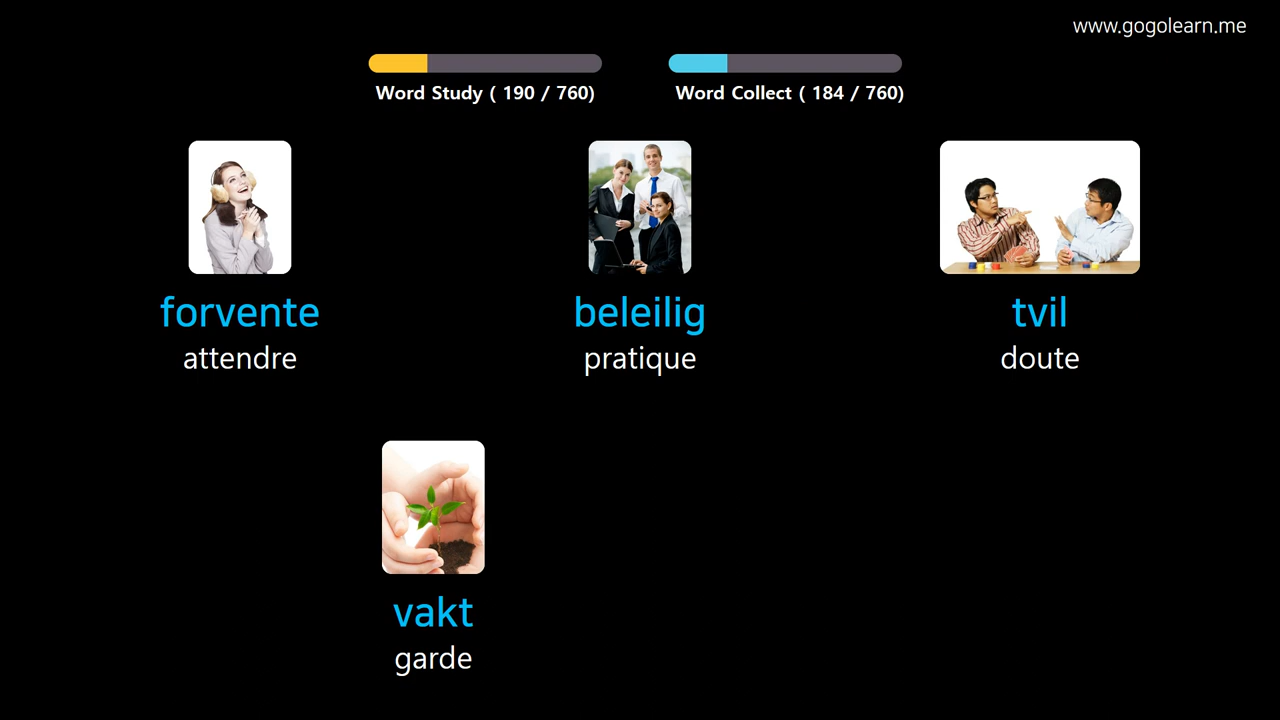 www.gogolearn.me
Word Study ( 190 / 760)
Word Collect ( 184 / 760)
forvente
attendre
beleilig
pratique
tvil
doute
vakt
garde